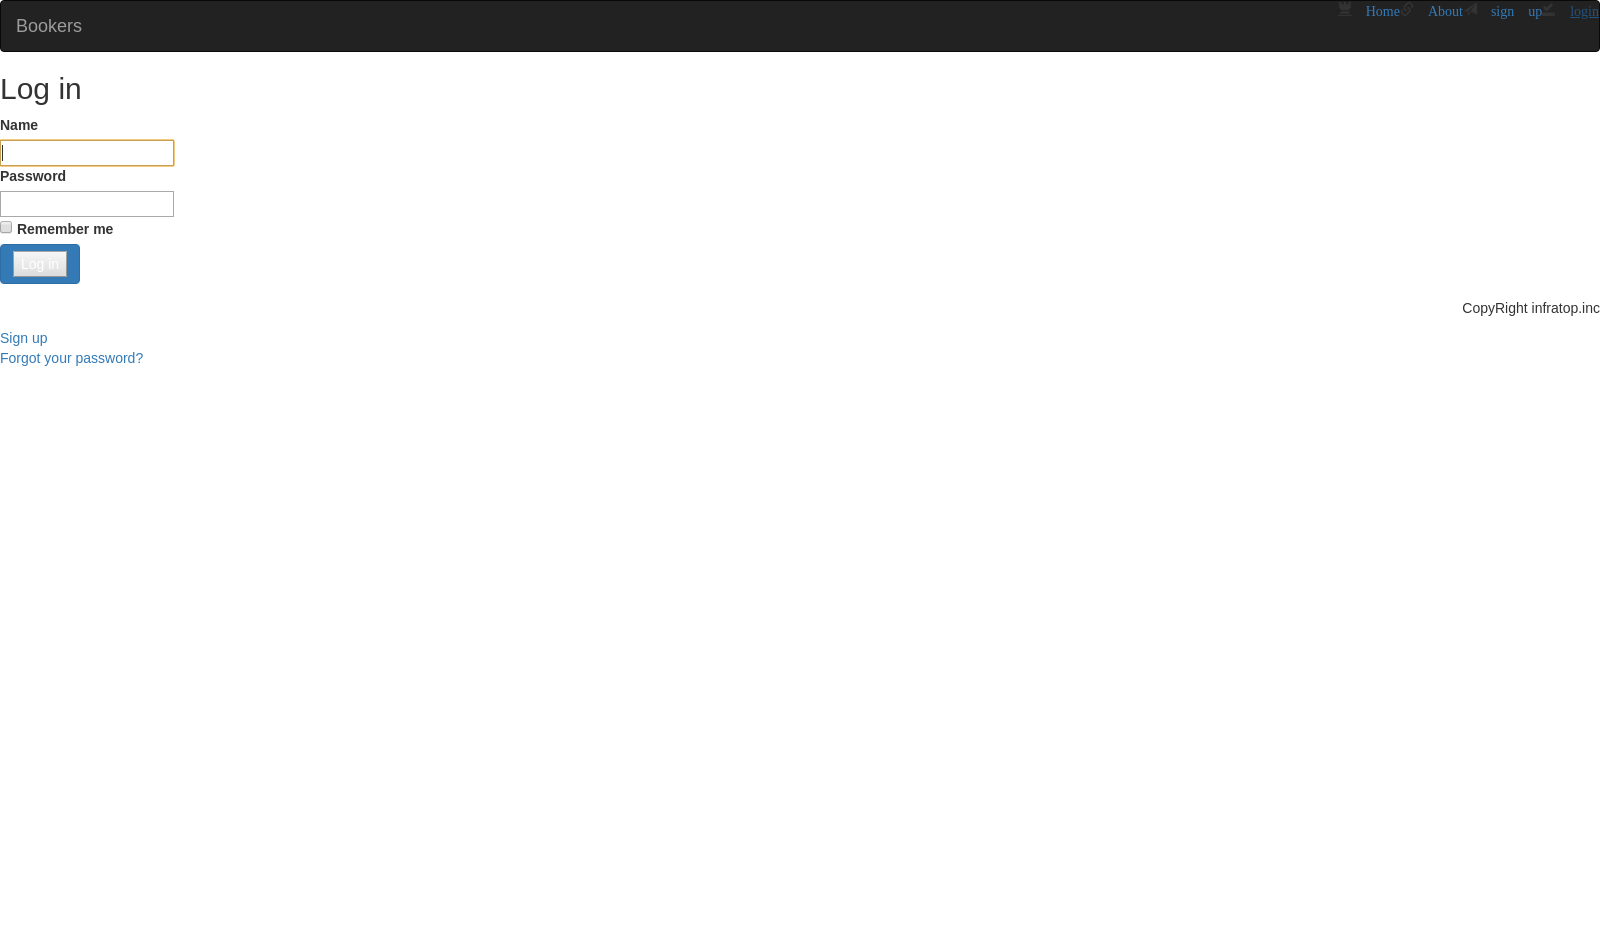 Bookers
Home About sign up login
Log in
Name
Password
Remember me
Log in
CopyRight infratop.inc
Sign up
Forgot your password?